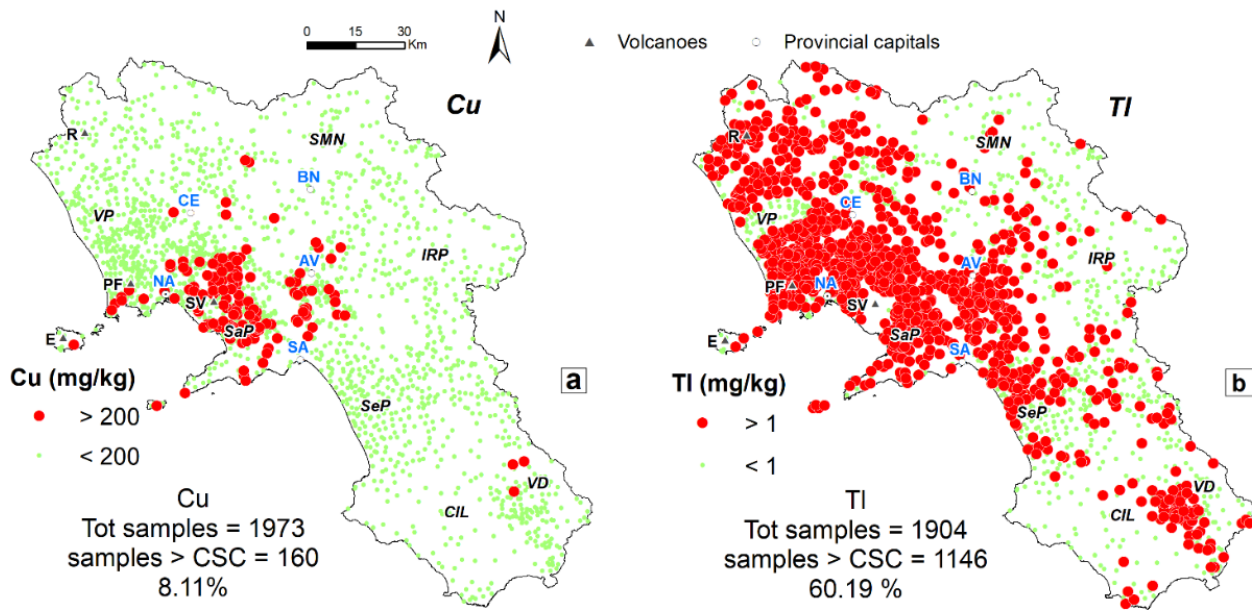 N
0 15 30
Km
Volcanoes
Provincial capitals
Cu
R
SMN
BN
CE
VP
IRP
AV
NA
PF
SV
SaP
E
SA
Cu (mg/kg)
> 200
< 200
a
SeP
VD
CIL
Cu
Tot samples = 1973
samples > CSC = 160
8.11%
Tl
R
SMN
BN
CE
VP
IRP
AV
NA
PF
SV
SaP
E
SA
Tl (mg/kg)
> 1
< 1
b
SeP
VD
CIL
Tl
Tot samples = 1904
samples > CSC = 1146
60.19 %